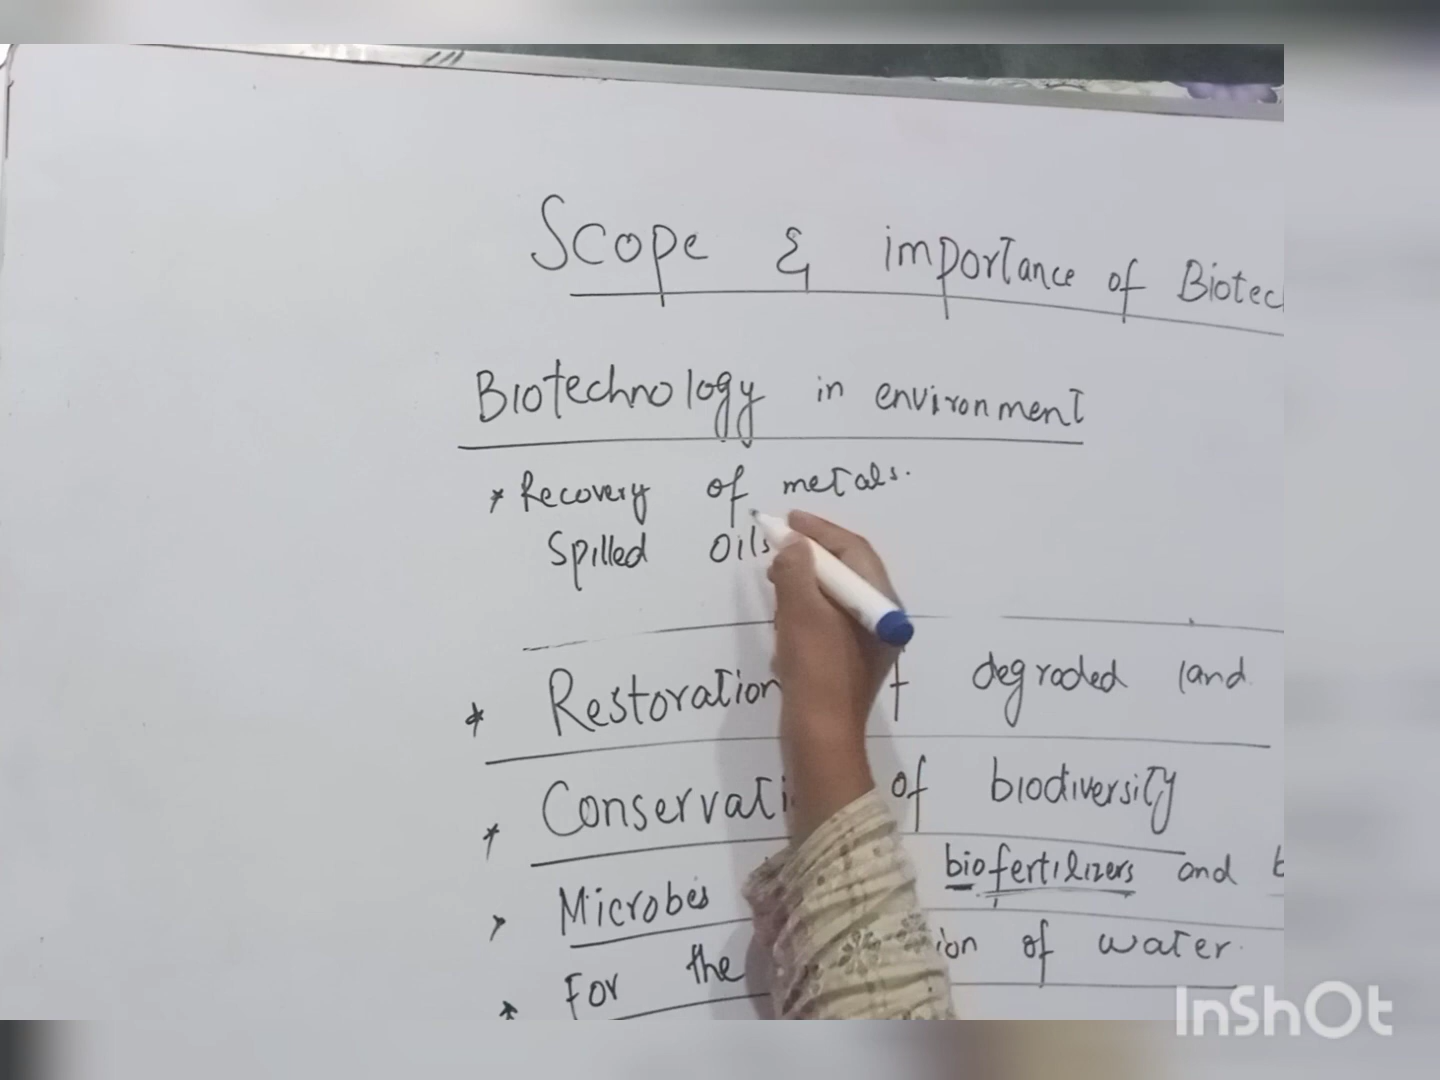 Scope & importance of Biotec
Biotechnology in environment
* Recovery of metals.
Spilled oils
* Restoration degraded land
* Conservati of biodiversity
* Microbes biofertilizers and b
* For the ion of water.
InShOt